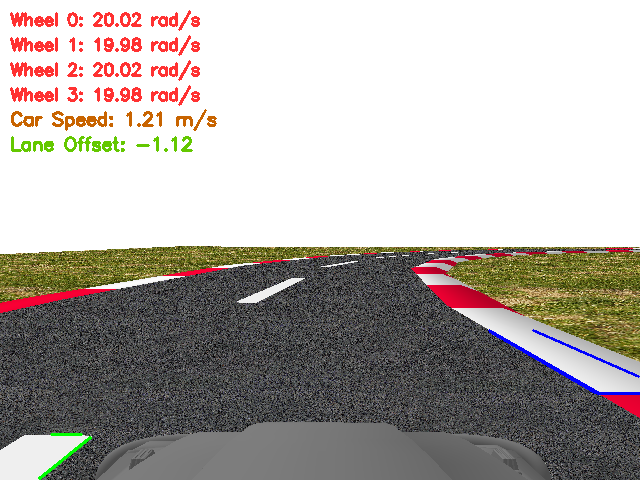 Wheel 0: 20.02 rad/s
Wheel 1: 19.98 rad/s
Wheel 2: 20.02 rad/s
Wheel 3: 19.98 rad/s
Car Speed: 1.21 m/s
Lane Offset: -1.12